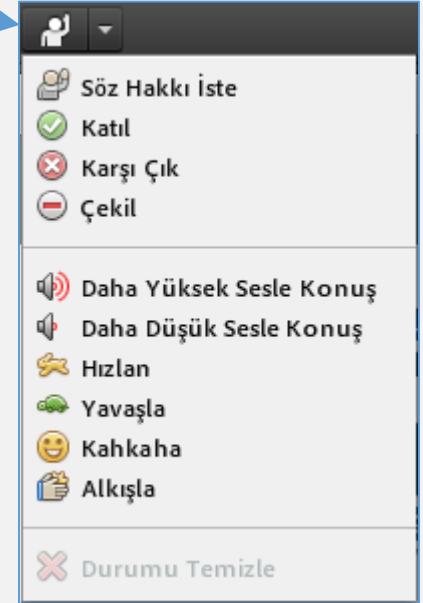 Söz Hakkı İste
Katıl
Karşı Çık
Çekil
Daha Yüksek Sesle Konuş
Daha Düşük Sesle Konuş
Hızlan
Yavaşla
Kahkaha
Alkışla
Durumu Temizle